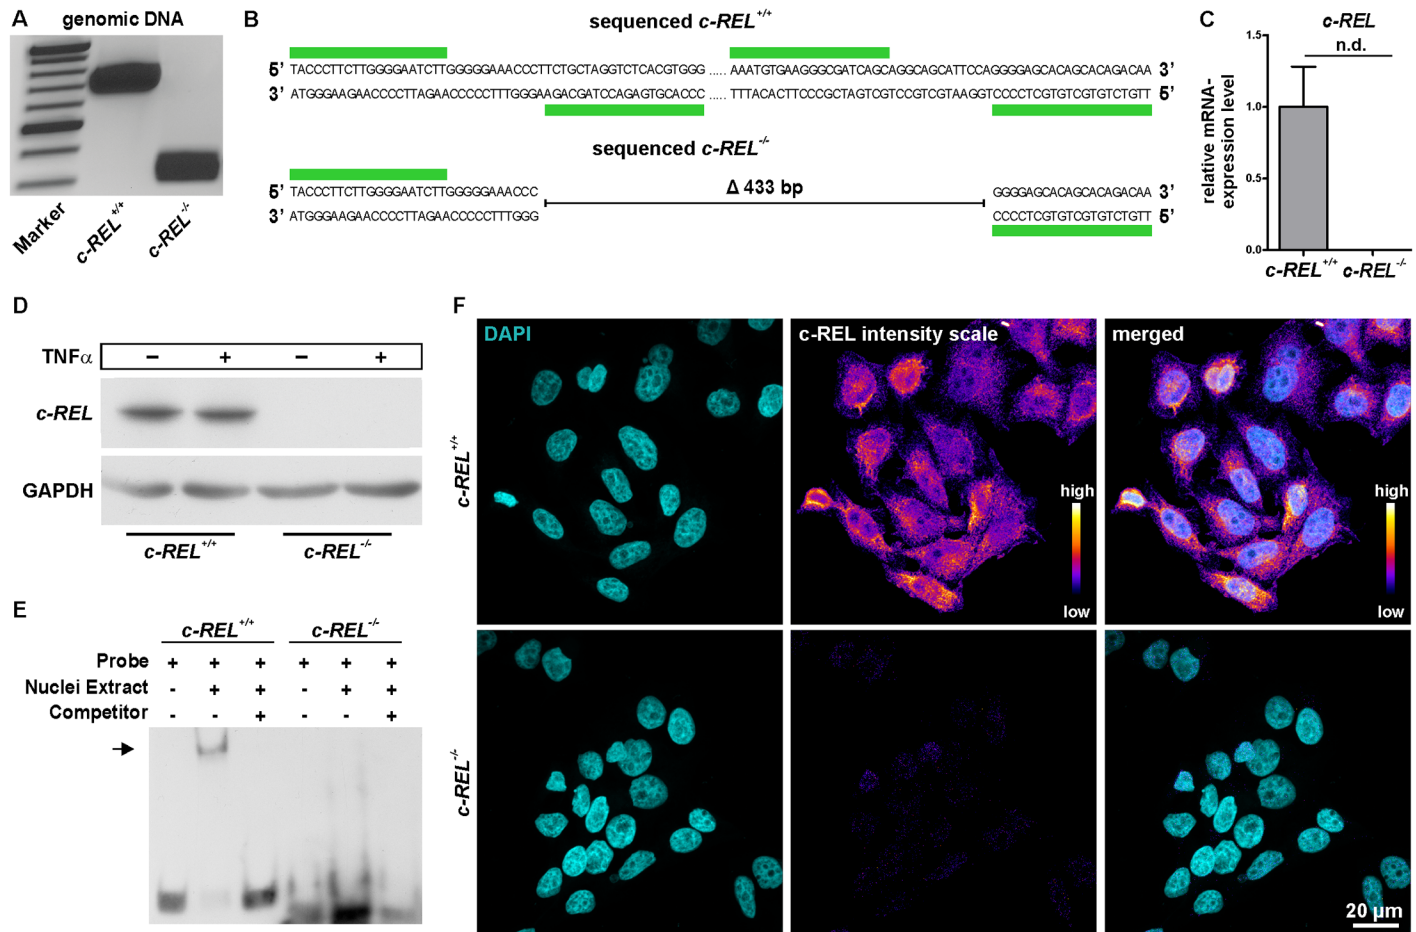 A
genomic DNA
Marker
c-REL+/+
c-REL-/-
B
sequenced c-REL+/+
5’ TACCCTTCTTGGGGAATCTTGGGGGAAACCCTTCTGCTAGGTCTCACGTGGG ..... AAATGTGAAGGGCGATCAGCAGGCAGCATTCCAGGGGAGCACAGCACAGACAA 3’
3’ ATGGGAAGAACCCCTTAGAACCCCCTTTGGGAAGACGATCCAGAGTGCACCC ..... TTTACACTTCCCGCTAGTCGTCCGTCGTAAGGTCCCCTCGTGTCGTGTCTGTT 5’
sequenced c-REL-/-
5’ TACCCTTCTTGGGGAATCTTGGGGGAAACCC Δ 433 bp GGGGAGCACAGCACAGACAA 3’
3’ ATGGGAAGAACCCCTTAGAACCCCCTTTGGG CCCCTCGTGTCGTGTCTGTT 5’
C
c-REL
n.d.
relative mRNA-
expression level
1.5
1.0
0.5
0.0
c-REL+/+ c-REL-/-
D
TNFα – + – +
c-REL
GAPDH
c-REL+/+ c-REL-/-
E
c-REL+/+ c-REL-/-
Probe + + + + + +
Nuclei Extract - + + - + +
Competitor - - + - - +
F
DAPI
c-REL intensity scale
merged
c-REL+/+
high
low
high
low
c-REL-/-
20 µm